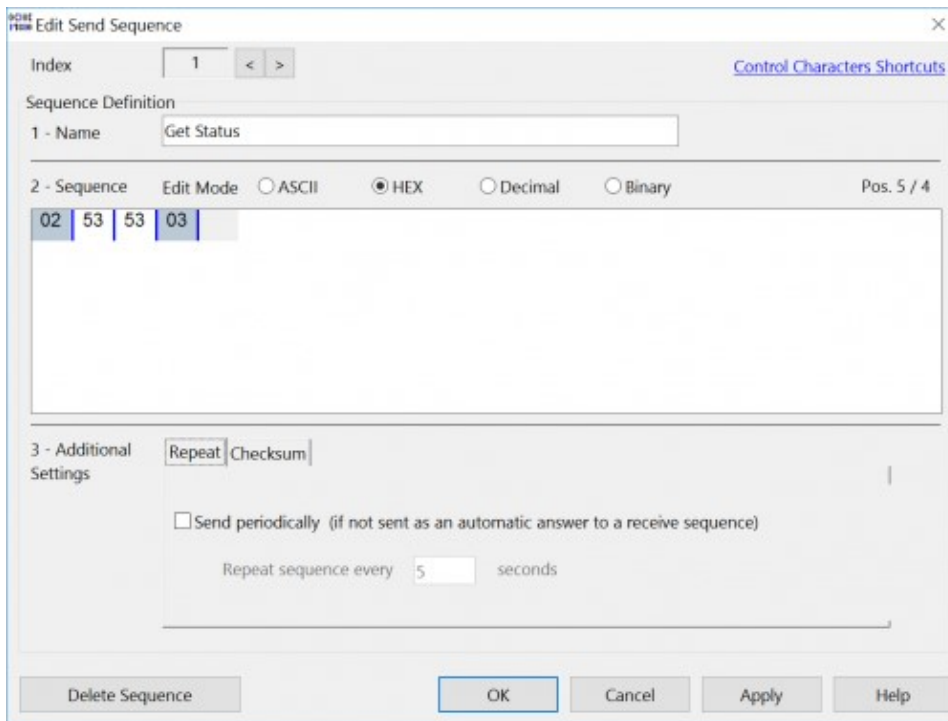 Edit Send Sequence
Index 1 < > Control Characters Shortcuts
Sequence Definition
1 - Name Get Status
2 - Sequence Edit Mode ASCII HEX Decimal Binary Pos. 5 / 4
02 53 53 03
3 - Additional Settings
Repeat Checksum
Send periodically (if not sent as an automatic answer to a receive sequence)
Repeat sequence every 5 seconds
Delete Sequence OK Cancel Apply Help